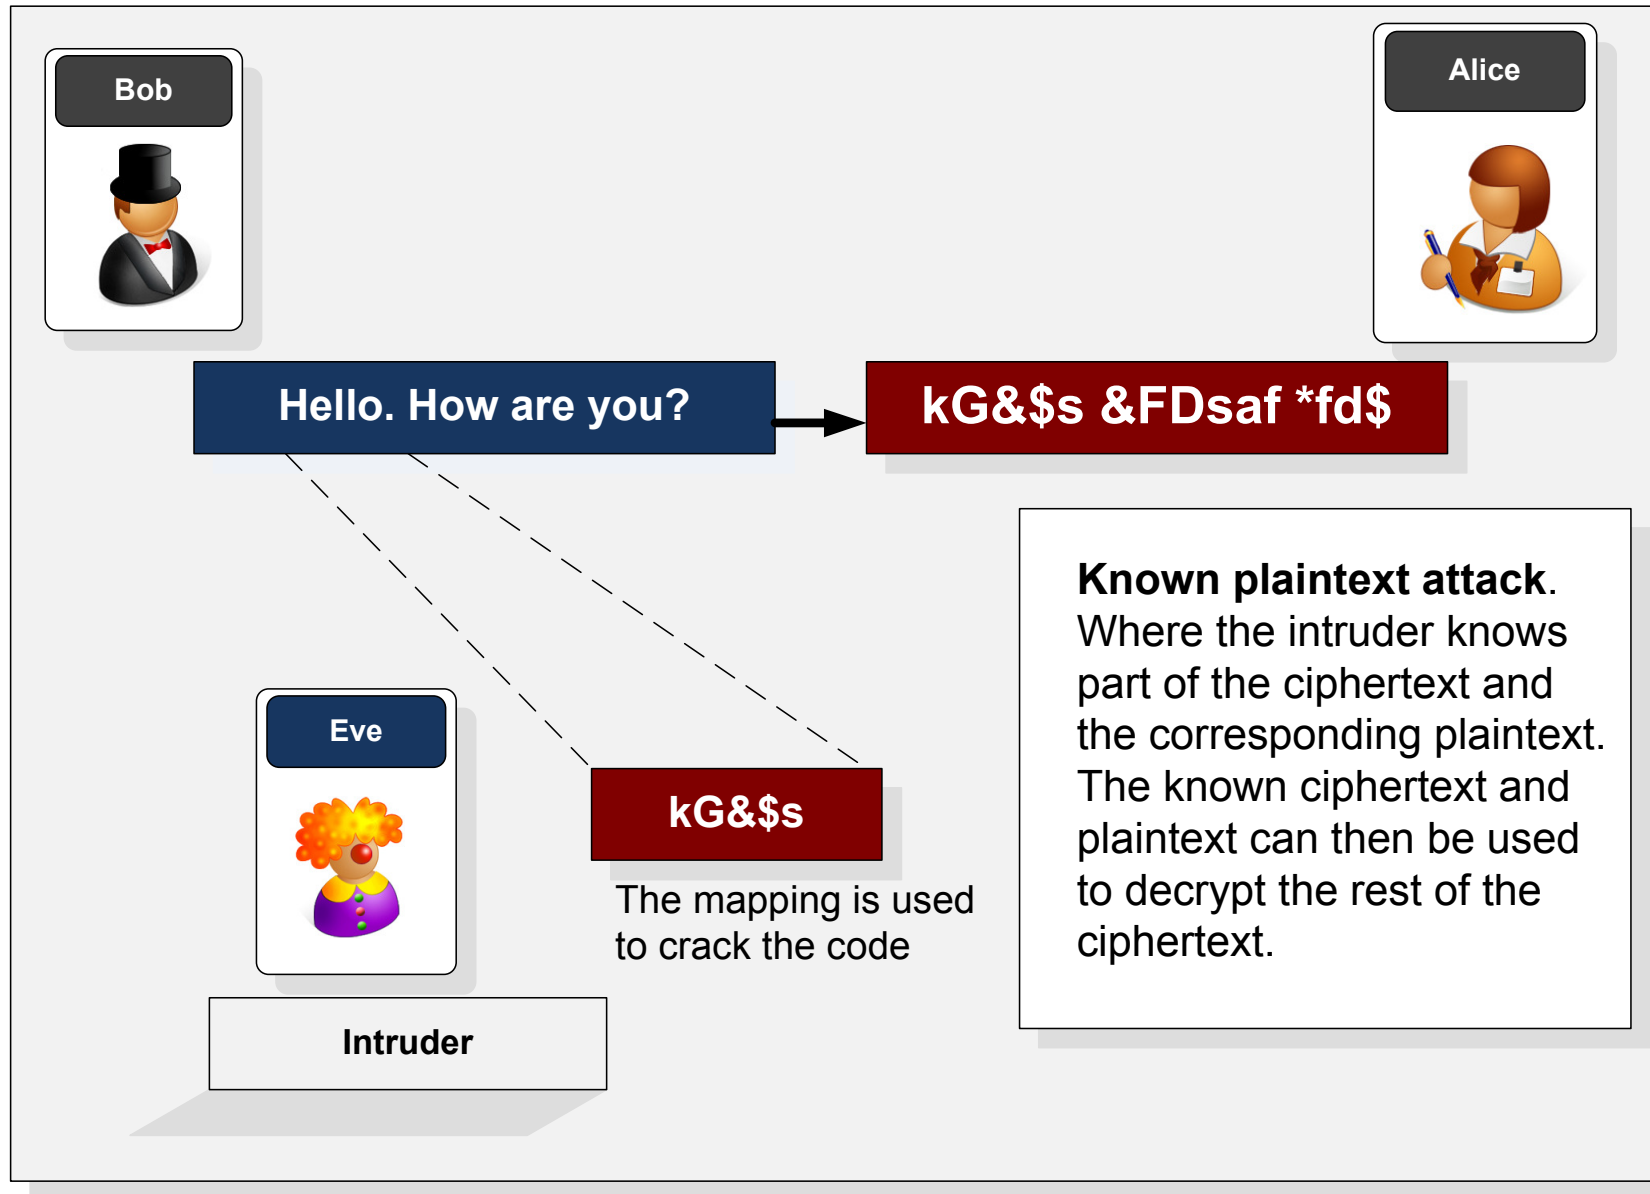 Bob
Alice
Hello. How are you?
kG&$s &FDsaf *fd$
Known plaintext attack.
Where the intruder knows
part of the ciphertext and
the corresponding plaintext.
The known ciphertext and
plaintext can then be used
to decrypt the rest of the
ciphertext.
Eve
kG&$s
The mapping is used
to crack the code
Intruder